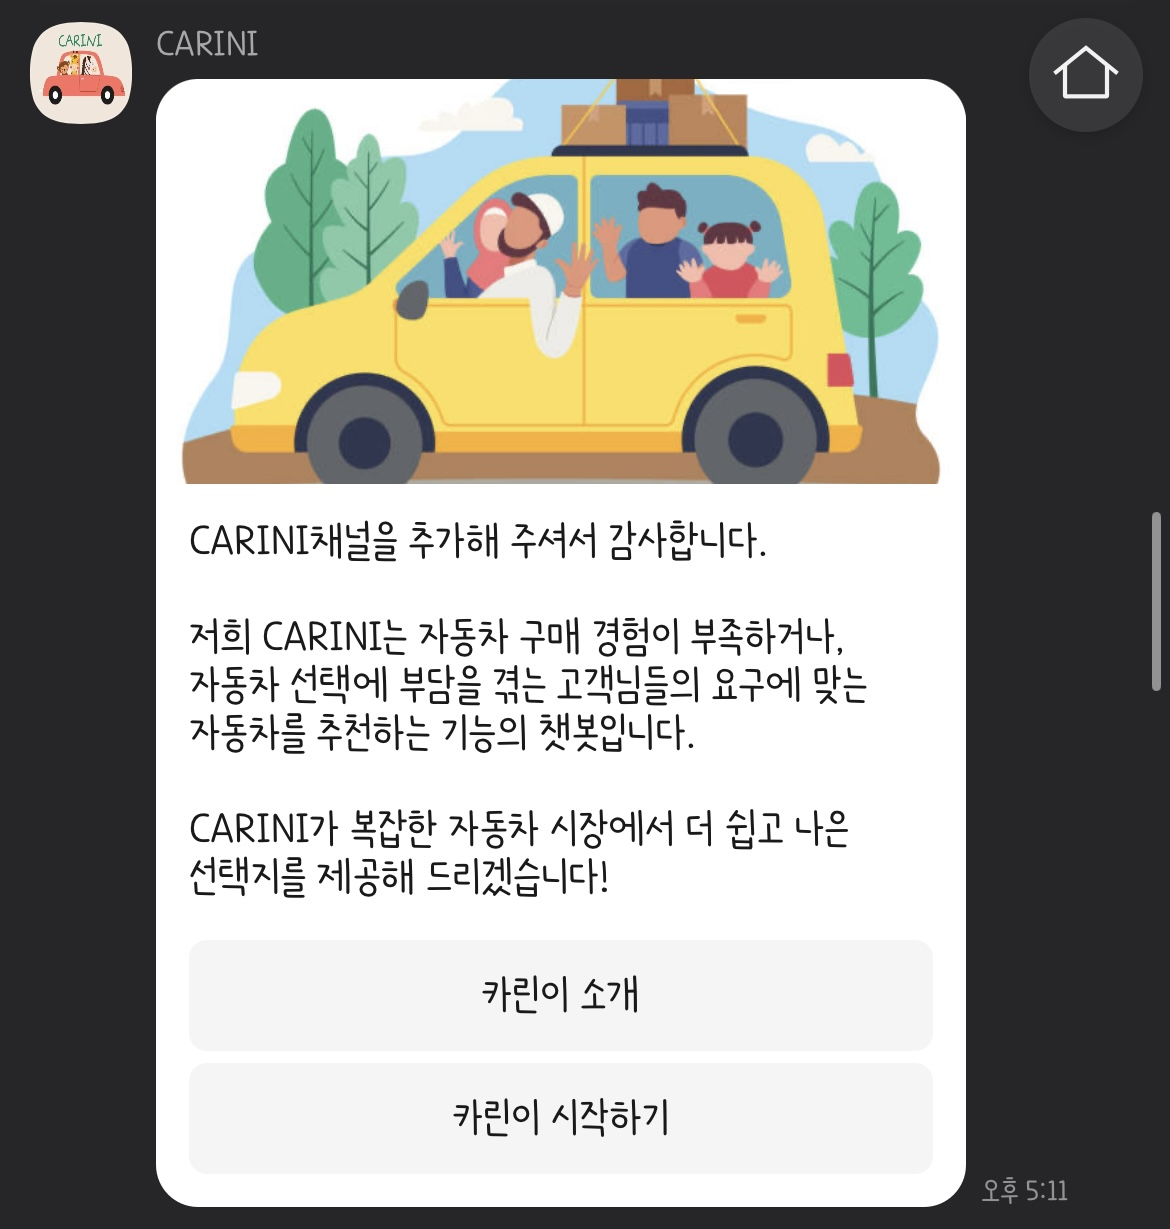 CARINI
CARINI
CARINI채널을 추가해 주셔서 감사합니다.
저희 CARINI는 자동차 구매 경험이 부족하거나,
자동차 선택에 부담을 겪는 고객님들의 요구에 맞는
자동차를 추천하는 기능의 챗봇입니다.
CARINI가 복잡한 자동차 시장에서 더 쉽고 나은
선택지를 제공해 드리겠습니다!
카린이 소개
카린이 시작하기
오후 5:11